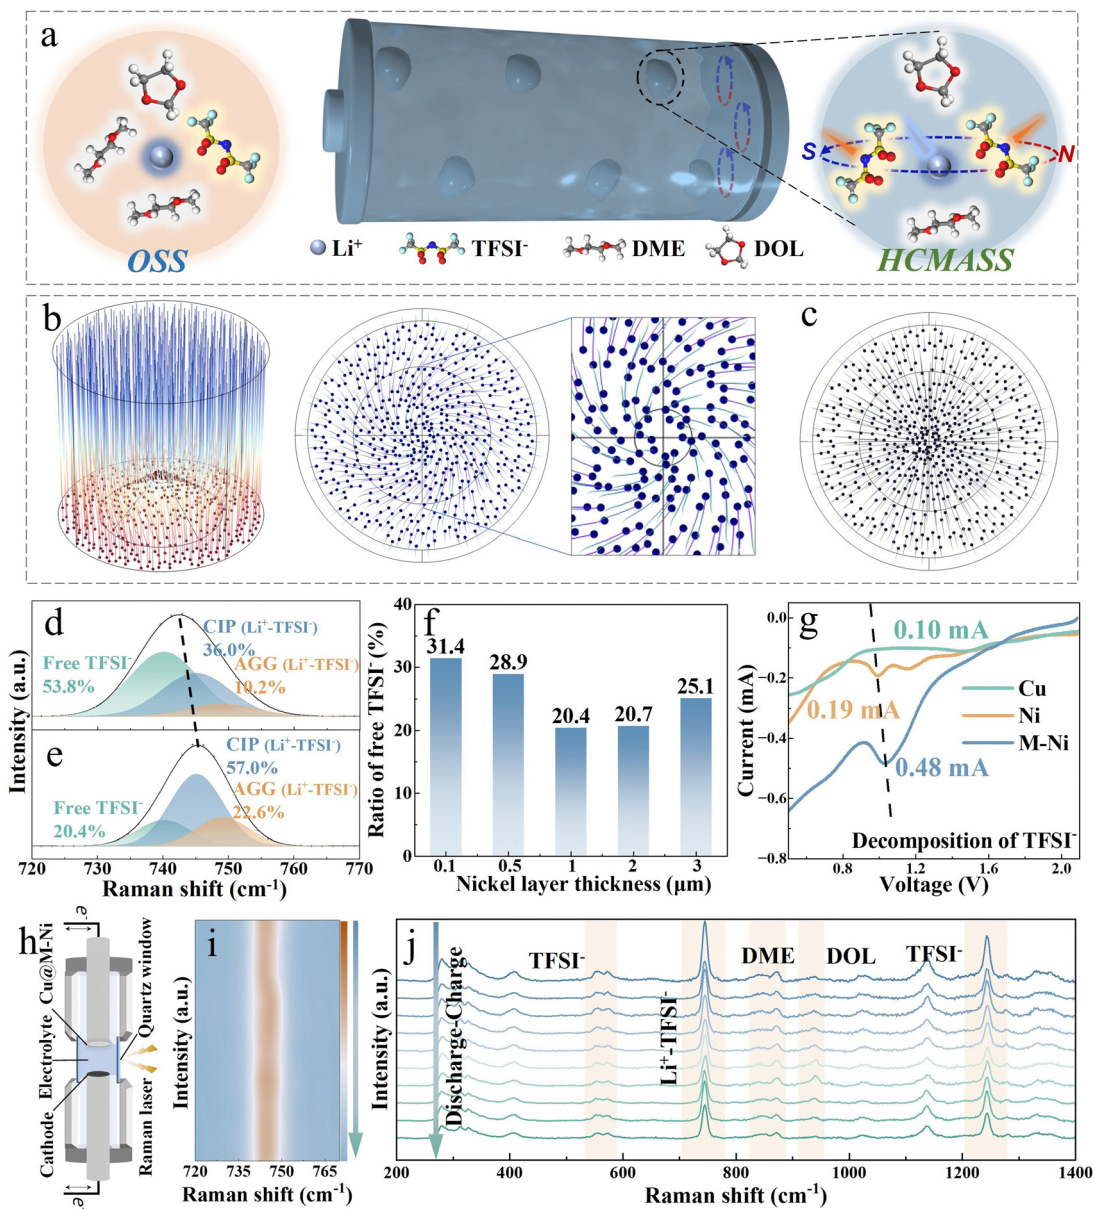 a
S
N
OSS
Li⁺
TFSI⁻
DME
DOL
HCMASS
b
c
d
CIP (Li⁺-TFSI⁻)
36.0%
Free TFSI⁻
53.8%
AGG (Li⁺-TFSI⁻)
10.2%
e
CIP (Li⁺-TFSI⁻)
57.0%
AGG (Li⁺-TFSI⁻)
22.6%
Free TFSI⁻
20.4%
Intensity (a.u.)
720 730 740 750 760 770
Raman shift (cm⁻¹)
f
Ratio of free TFSI⁻ (%)
40
30
20
10
0
31.4
28.9
20.4
20.7
25.1
0.1 0.5 1 2 3
Nickel layer thickness (μm)
g
Current (mA)
0.0
−0.2
−0.4
−0.6
−0.8
0.10 mA
0.19 mA
0.48 mA
Cu
Ni
M-Ni
Decomposition of TFSI⁻
0.8 1.2 1.6 2.0
Voltage (V)
h
e⁻
Cathode
Electrolyte
Cu@M-Ni
Quartz window
Raman laser
e⁻
i
Intensity (a.u.)
720 735 750 765
Raman shift (cm⁻¹)
j
Intensity (a.u.)
Discharge-Charge
TFSI⁻
Li⁺-TFSI⁻
DME
DOL
TFSI⁻
200 400 600 800 1000 1200 1400
Raman shift (cm⁻¹)